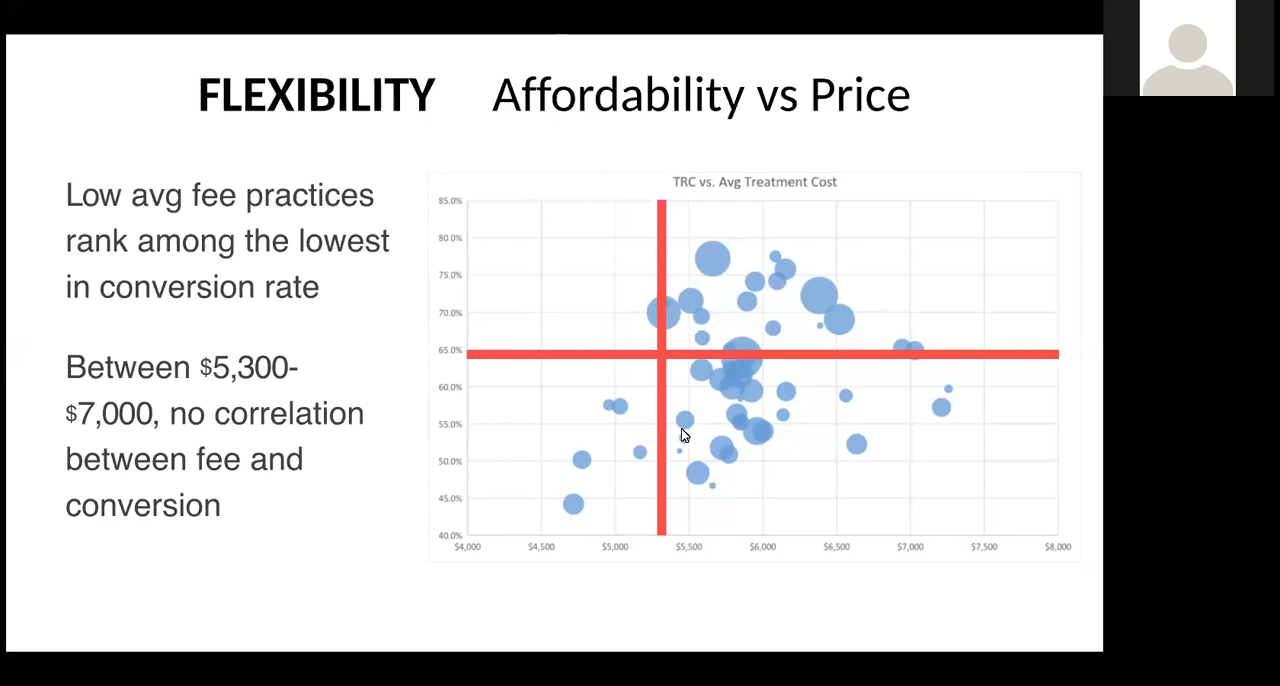 FLEXIBILITY Affordability vs Price
Low avg fee practices
rank among the lowest
in conversion rate
Between $5,300-
$7,000, no correlation
between fee and
conversion
TRC vs. Avg Treatment Cost
85.0%
80.0%
75.0%
70.0%
65.0%
60.0%
55.0%
50.0%
45.0%
40.0%
$4,000 $4,500 $5,000 $5,500 $6,000 $6,500 $7,000 $7,500 $8,000